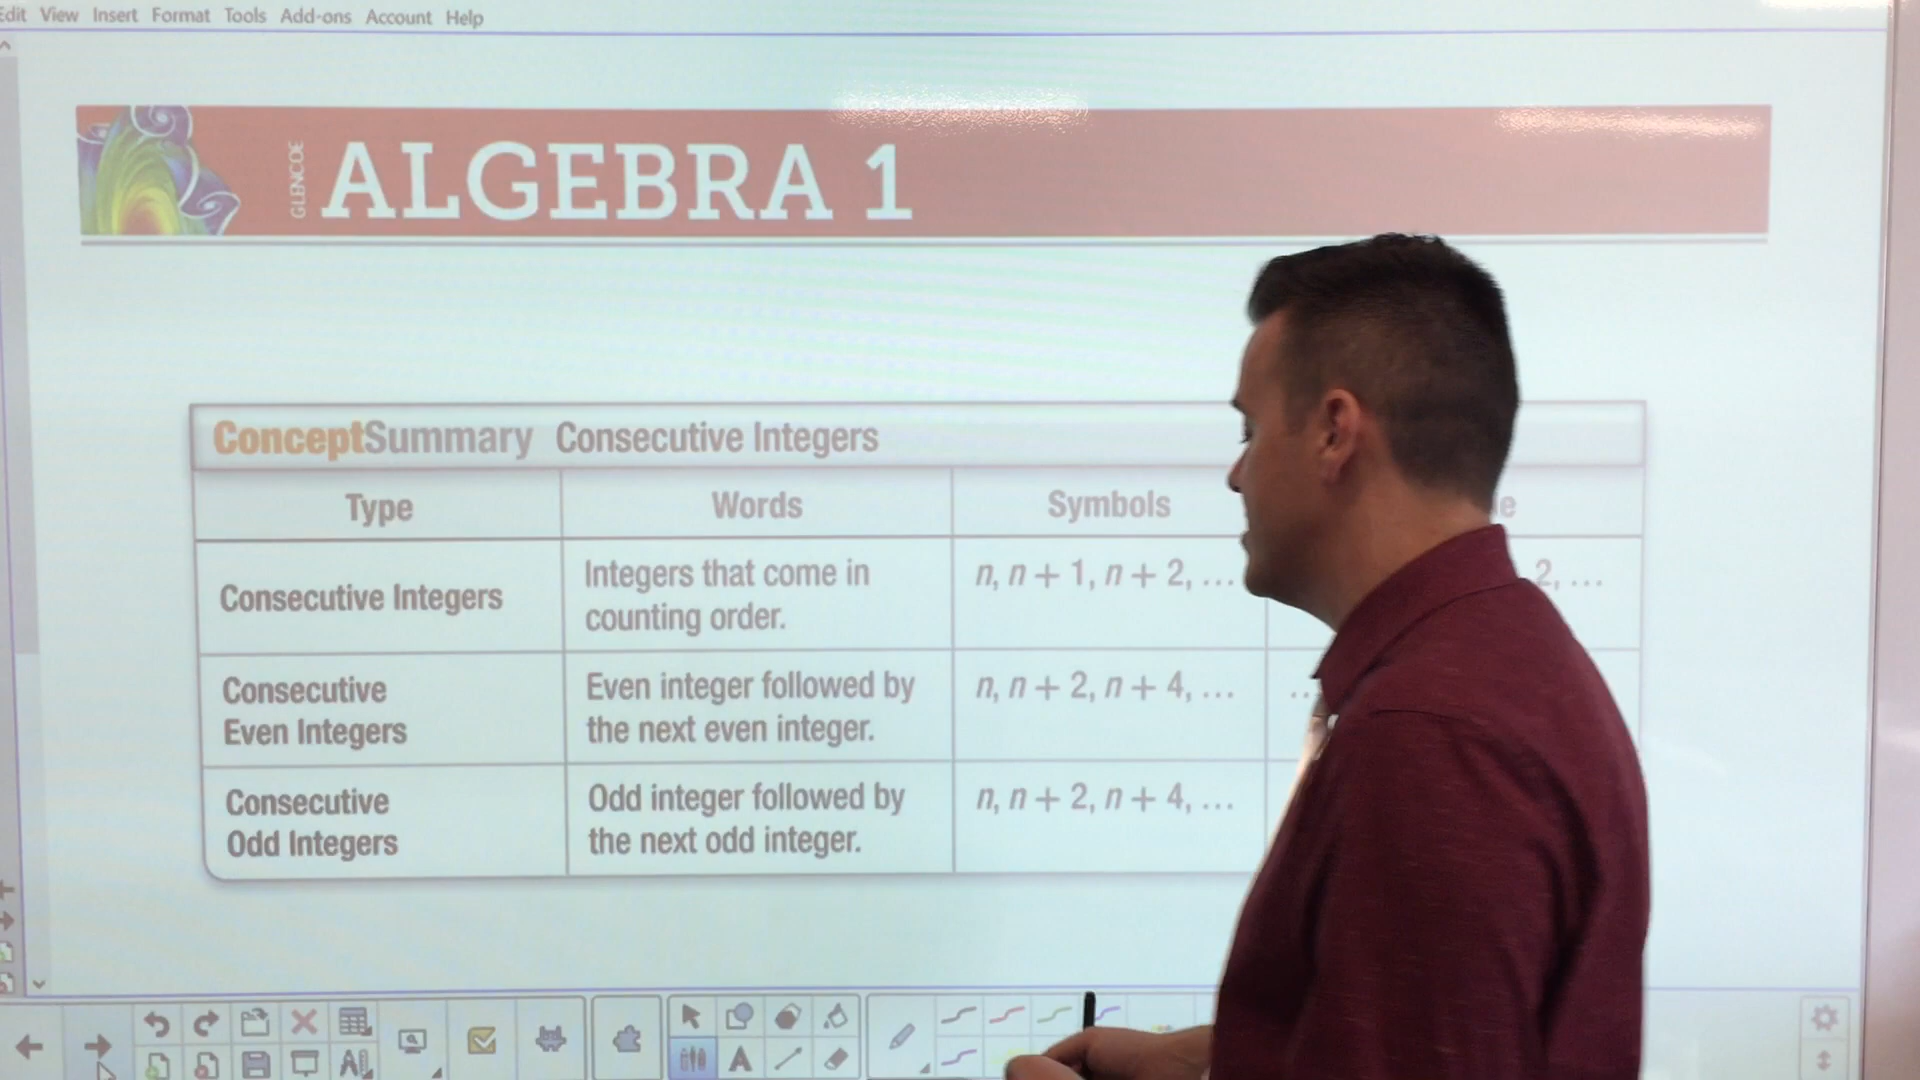 Edit View Insert Format Tools Add-ons Account Help
GLENCOE ALGEBRA 1
ConceptSummary Consecutive Integers
Type Words Symbols
Consecutive Integers
Integers that come in
counting order.
n, n + 1, n + 2, ...
2, ...
Consecutive
Even Integers
Even integer followed by
the next even integer.
n, n + 2, n + 4, ...
Consecutive
Odd Integers
Odd integer followed by
the next odd integer.
n, n + 2, n + 4, ...